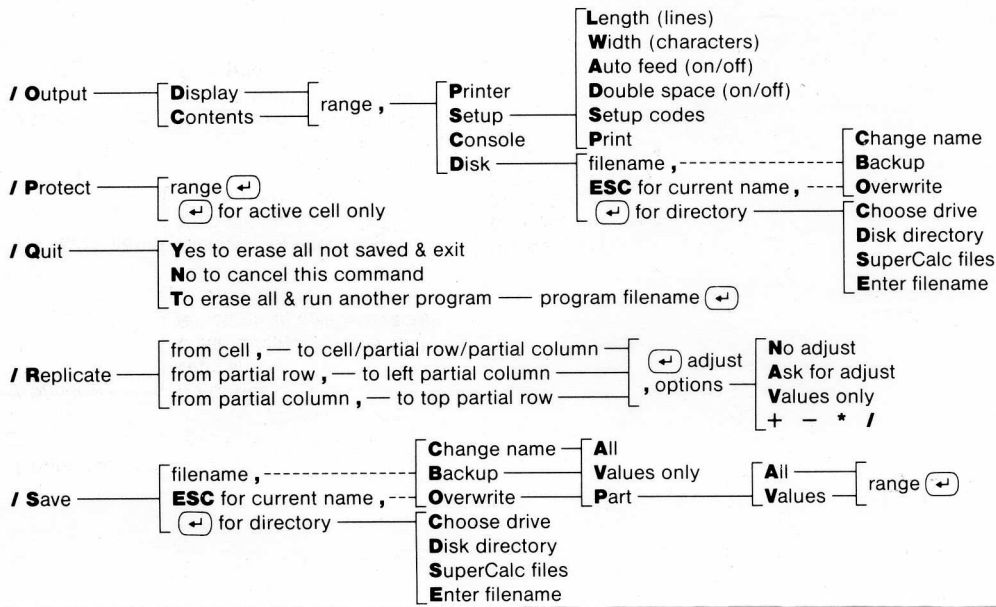 Length (lines)
Width (characters)
Auto feed (on/off)
/ Output Display Printer Double space (on/off)
Contents range , Setup Setup codes
Console Print Change name
Disk filename , Backup
/ Protect range ↵ ESC for current name , Overwrite
↵ for active cell only ↵ for directory Choose drive
/ Quit Yes to erase all not saved & exit Disk directory
No to cancel this command SuperCalc files
To erase all & run another program — program filename ↵ Enter filename
from cell , — to cell/partial row/partial column ↵ adjust No adjust
/ Replicate from partial row , — to left partial column , options Ask for adjust
from partial column , — to top partial row Values only
+ − * /
Change name All
filename , Backup Values only All
/ Save ESC for current name , Overwrite Part Values range ↵
↵ for directory Choose drive
Disk directory
SuperCalc files
Enter filename